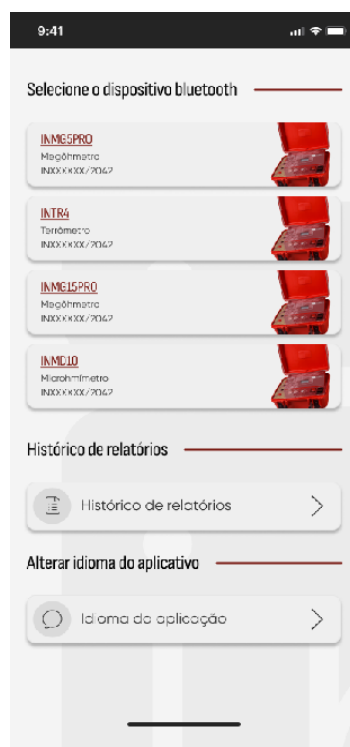 9:41
Selecione o dispositivo bluetooth
INMG5PRO
Megôhmetro
INXXXXXX/2042
INTR4
Terrômetro
INXXXXXX/2042
INMG15PRO
Megôhmetro
INXXXXXX/2042
INMD10
Microhmímetro
INXXXXXX/2042
Histórico de relatórios
Histórico de relatórios
Alterar idioma do aplicativo
Idioma da aplicação